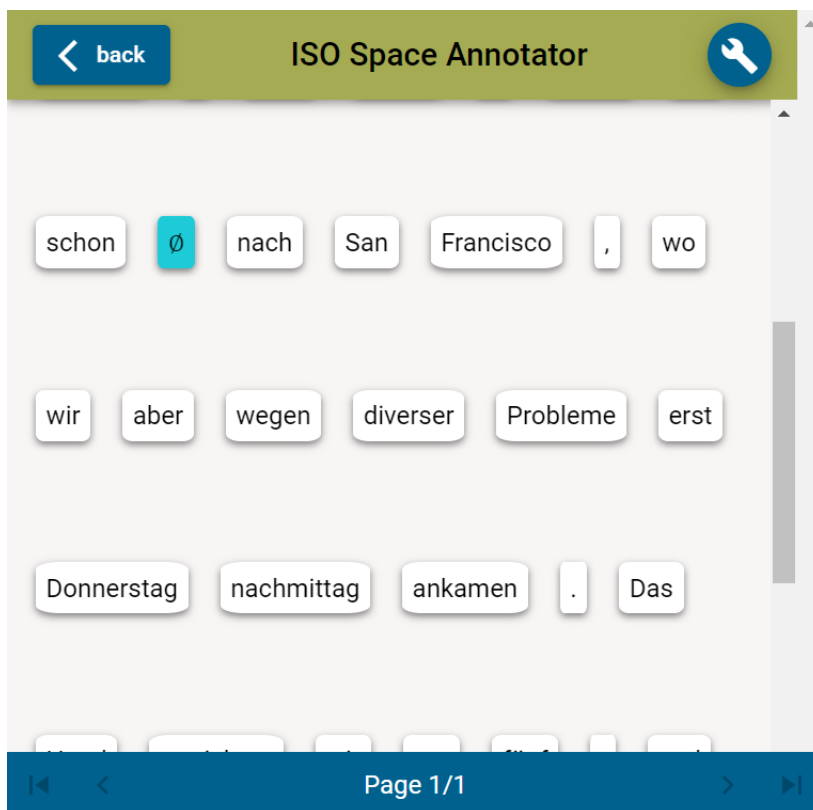 back ISO Space Annotator
schon Ø nach San Francisco , wo
wir aber wegen diverser Probleme erst
Donnerstag nachmittag ankamen . Das
Page 1/1